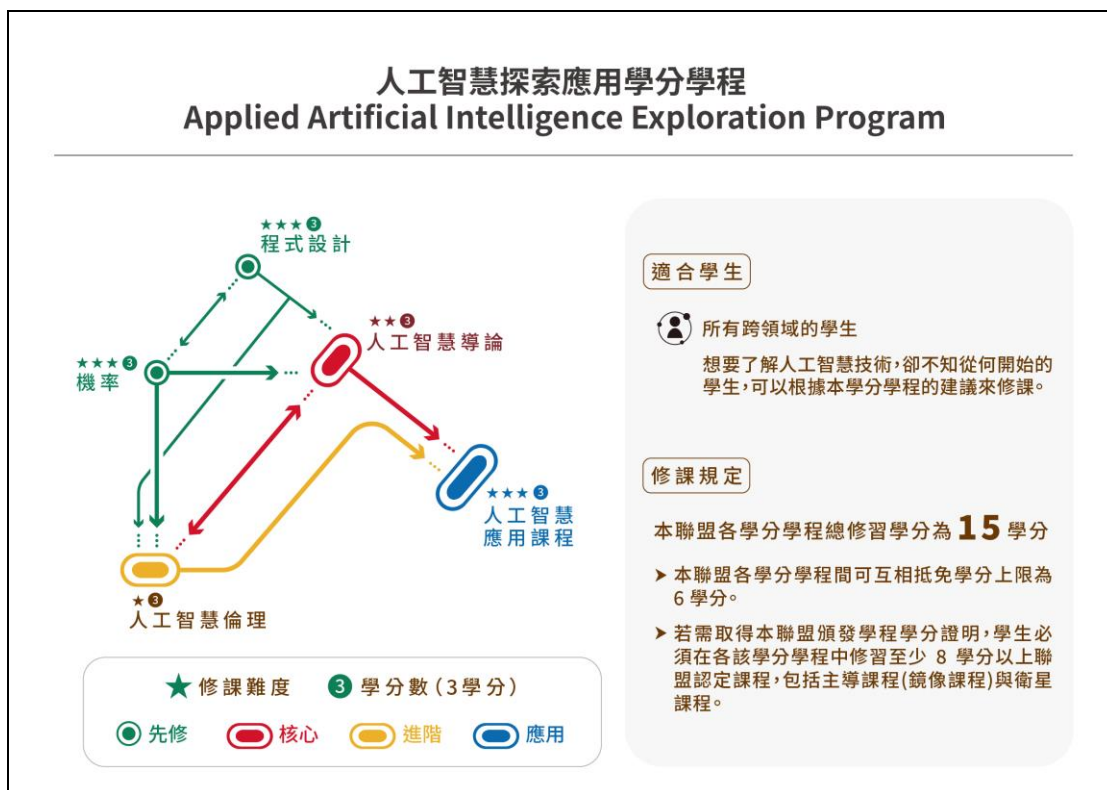 人工智慧探索應用學分學程
Applied Artificial Intelligence Exploration Program
★★★❸
程式設計
★★❸
人工智慧導論
★★★❸
機率
★★★❸
人工智慧
應用課程
★❸
人工智慧倫理
★修課難度 ❸學分數(3學分)
先修 核心 進階 應用
適合學生
所有跨領域的學生
想要了解人工智慧技術,卻不知從何開始的
學生,可以根據本學分學程的建議來修課。
修課規定
本聯盟各學分學程總修習學分為 15 學分
➤ 本聯盟各學分學程間可互相抵免學分上限為
6 學分。
➤ 若需取得本聯盟頒發學程學分證明,學生必
須在各該學分學程中修習至少 8 學分以上聯
盟認定課程,包括主導課程(鏡像課程)與衛星
課程。